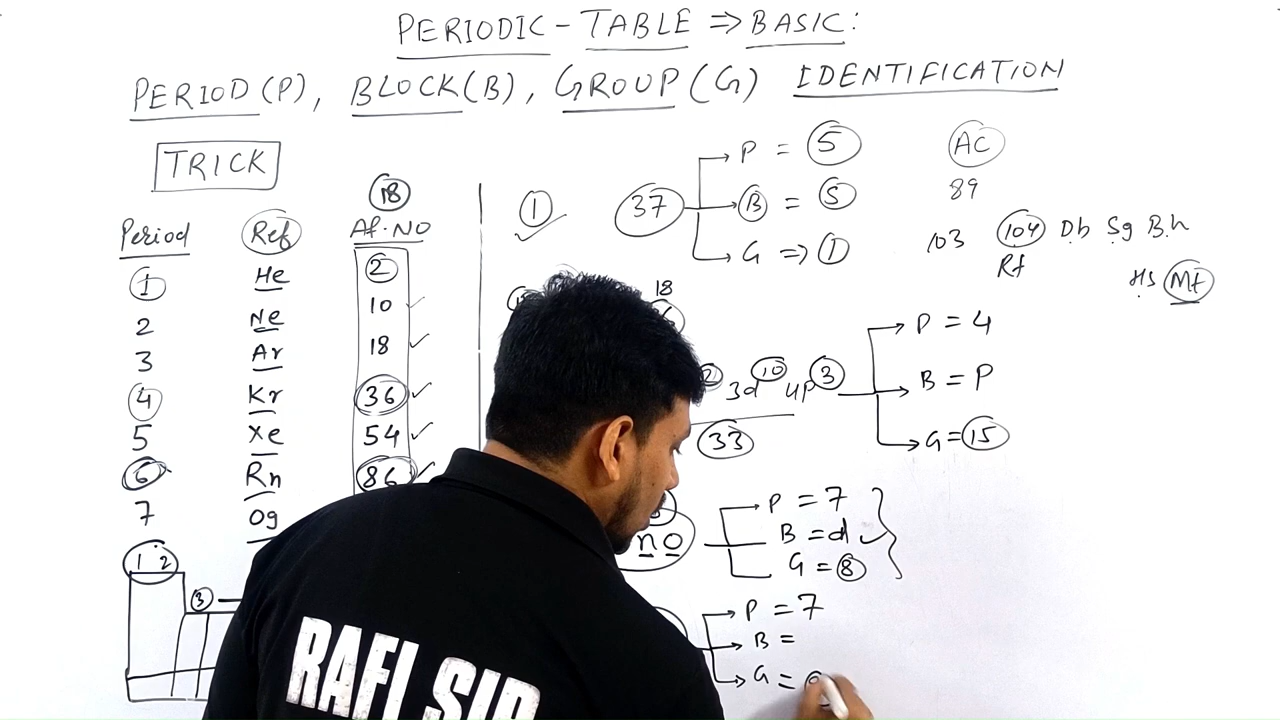 PERIODIC-TABLE ⇒ BASIC:
PERIOD(P), BLOCK(B), GROUP(G) IDENTIFICATION
TRICK
18
Period Ref At.NO
1 He 2
2 Ne 10
3 Ar 18
4 Kr 36
5 Xe 54
6 Rn 86
7 Og
1 2
3
1
37
P = 5
B = S
G ⇒ 1
AC
89
103 104 Db Sg Bh
Rf
Hs Mt
18
3d 10 4P 3
33
P = 4
B = P
G = 15
no
P = 7
B = d
G = 8
P = 7
B =
G =
RAFI SIR